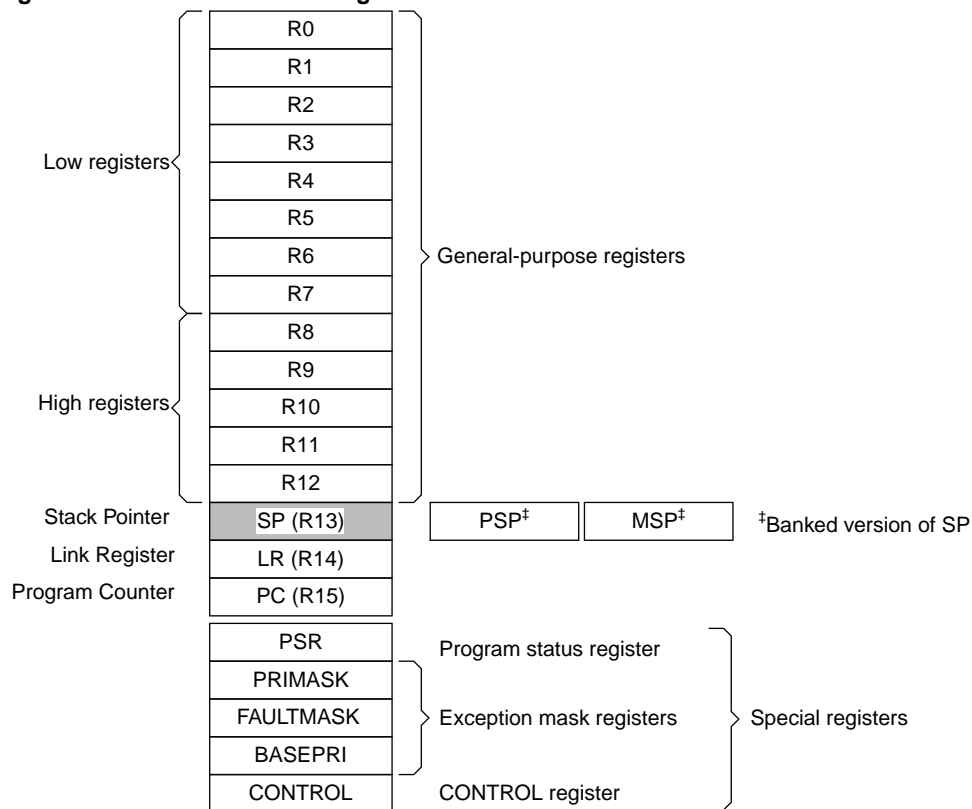 R0
R1
R2
R3
Low registers
R4
R5
R6
General-purpose registers
R7
R8
R9
High registers
R10
R11
R12
Stack Pointer SP (R13) PSP‡ MSP‡ ‡Banked version of SP
Link Register LR (R14)
Program Counter PC (R15)
PSR Program status register
PRIMASK
FAULTMASK Exception mask registers Special registers
BASEPRI
CONTROL CONTROL register